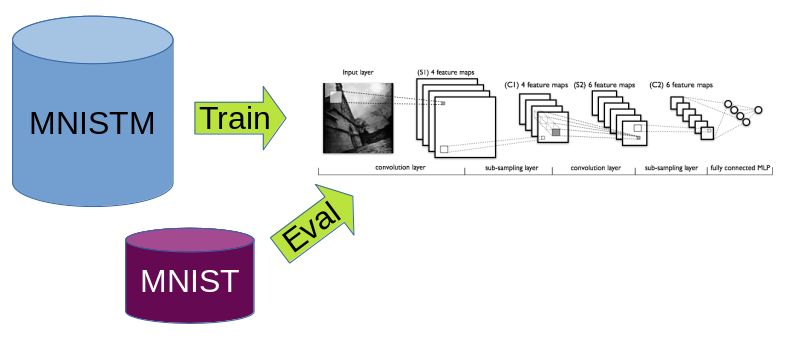 MNISTM
Train
Input layer
(S1) 4 feature maps
(C1) 4 feature maps
(S2) 6 feature maps
(C2) 6 feature maps
convolution layer
sub-sampling layer
convolution layer
sub-sampling layer
fully connected MLP
Eval
MNIST